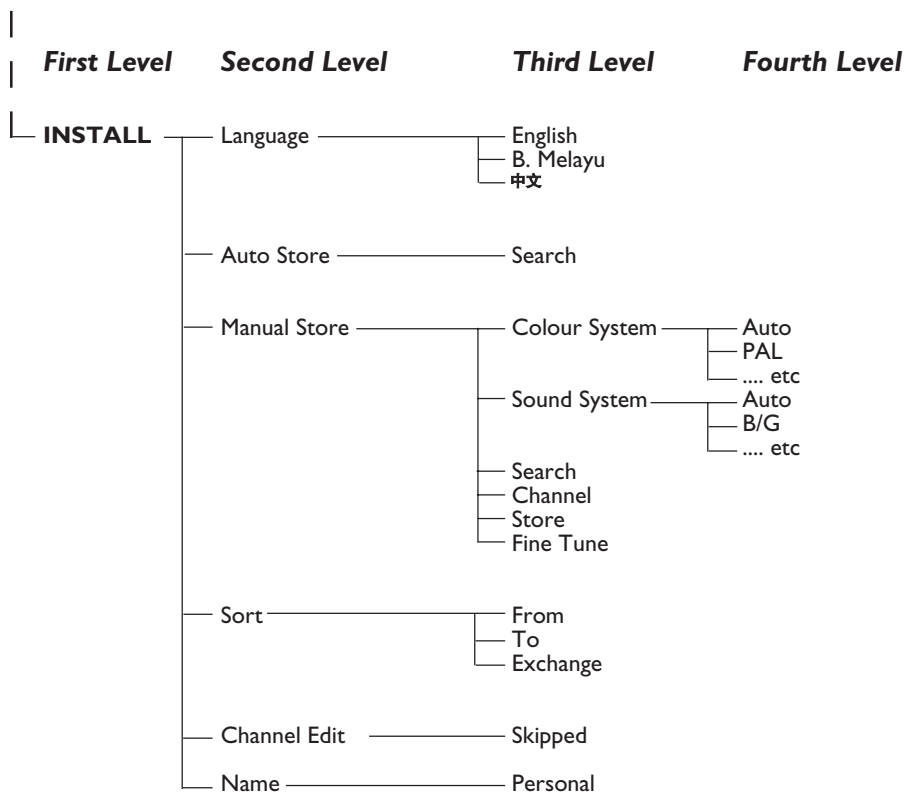 First Level Second Level Third Level Fourth Level
INSTALL Language English
B. Melayu
中文
Auto Store Search
Manual Store Colour System Auto
PAL
.... etc
Sound System Auto
B/G
.... etc
Search
Channel
Store
Fine Tune
Sort From
To
Exchange
Channel Edit Skipped
Name Personal